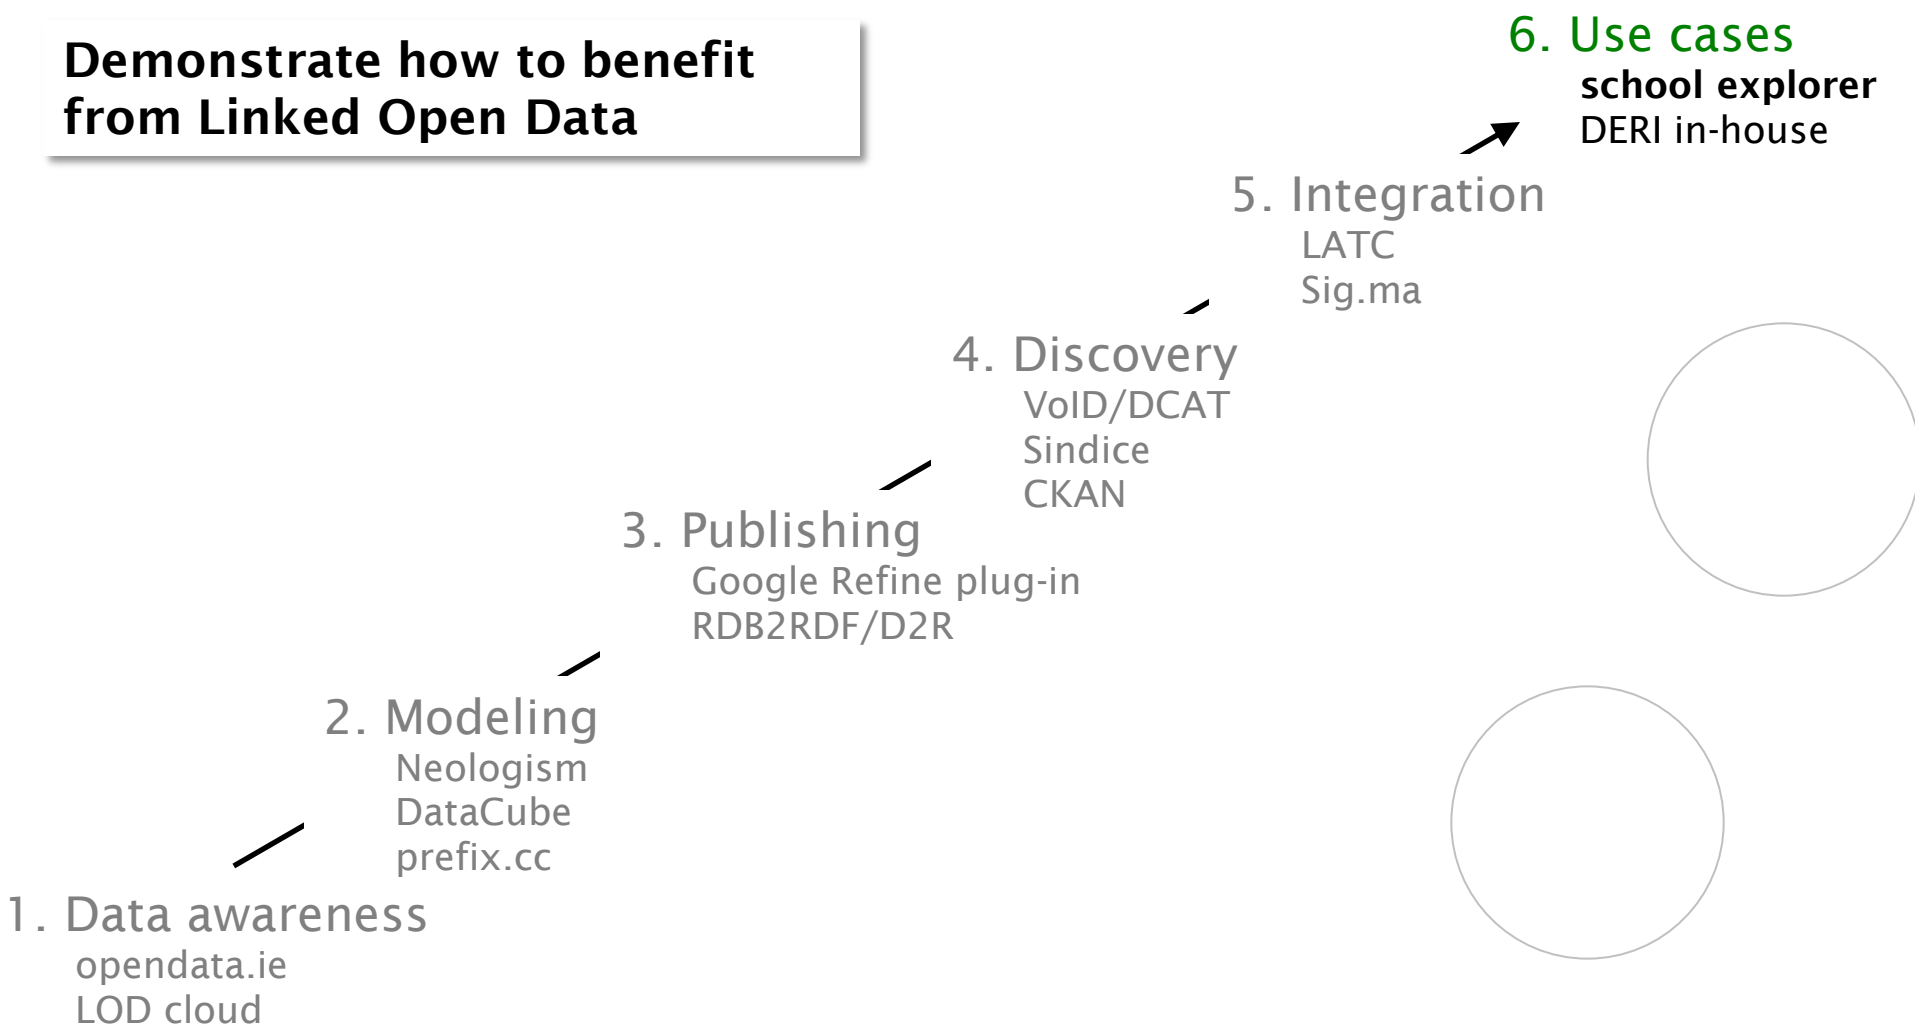 Demonstrate how to benefit
from Linked Open Data
6. Use cases
school explorer
DERI in-house
5. Integration
LATC
Sig.ma
4. Discovery
VoID/DCAT
Sindice
CKAN
3. Publishing
Google Refine plug-in
RDB2RDF/D2R
2. Modeling
Neologism
DataCube
prefix.cc
1. Data awareness
opendata.ie
LOD cloud